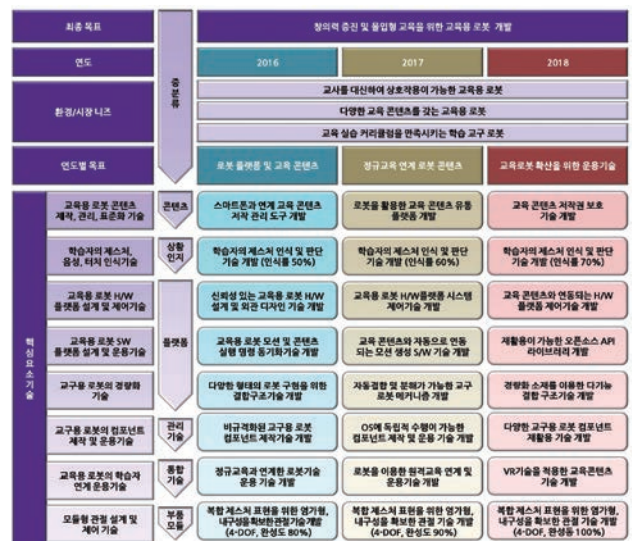 최종 목표
창의력 증진 및 몰입형 교육을 위한 교육용 로봇 개발
연도
중분류
2016
2017
2018
환경/시장 니즈
교사를 대신하여 상호작용이 가능한 교육용 로봇
다양한 교육 콘텐츠를 갖는 교육용 로봇
교육 실습 커리큘럼을 만족시키는 학습 교구 로봇
연도별 목표
로봇 플랫폼 및 교육 콘텐츠
정규교육 연계 로봇 콘텐츠
교육로봇 확산을 위한 운용기술
핵심요소기술
교육용 로봇 콘텐츠
제작, 관리, 표준화 기술
콘텐츠
스마트폰과 연계 교육 콘텐츠
저작 관리 도구 개발
로봇을 활용한 교육 콘텐츠 유통
플랫폼 개발
교육 콘텐츠 저작권 보호
기술 개발
학습자의 제스처,
음성, 터치 인식기술
상황
인지
학습자의 제스처 인식 및 판단
기술 개발 (인식률 50%)
학습자의 제스처 인식 및 판단
기술 개발 (인식률 60%)
학습자의 제스처 인식 및 판단
기술 개발 (인식률 70%)
교육용 로봇 H/W
플랫폼 설계 및 제어기술
플랫폼
신뢰성 있는 교육용 로봇 H/W
설계 및 외관 디자인 기술 개발
교육용 로봇 H/W플랫폼 시스템
제어기술 개발
교육 콘텐츠와 연동되는 H/W
플랫폼 제어기술 개발
교육용 로봇 SW
플랫폼 설계 및 운용기술
교육용 로봇 모션 및 콘텐츠
실행 명령 동기화기술 개발
교육 콘텐츠와 자동으로 연동
되는 모션 생성 S/W 기술 개발
재활용이 가능한 오픈소스 API
라이브러리 개발
교구용 로봇의 경량화
기술
다양한 형태의 로봇 구현을 위한
결합구조기술 개발
자동결합 및 분해가 가능한 교구
로봇 메커니즘 개발
경량화 소재를 이용한 다기능
결합 구조기술 개발
교구용 로봇의 컴포넌트
제작 및 운용기술
관리
기술
비규격화된 교구용 로봇
컴포넌트 제작기술 개발
OS에 독립적 수행이 가능한
컴포넌트 제작 및 운용 기술 개발
다양한 교구용 로봇 컴포넌트
재활용 기술 개발
교육용 로봇의 학습자
연계 운용기술
통합
기술
정규교육과 연계한 로봇기술
운용 기술 개발
로봇을 이용한 원격교육 연계 및
운용기술 개발
VR기술을 적용한 교육콘텐츠
기술 개발
모듈형 관절 설계 및
제어 기술
부품
모듈
복합 제스처 표현을 위한 염가형,
내구성을 확보한 관절 기술 개발
(4-DOF, 완성도 80%)
복합 제스처 표현을 위한 염가형,
내구성을 확보한 관절 기술 개발
(4-DOF, 완성도 90%)
복합 제스처 표현을 위한 염가형,
내구성을 확보한 관절 기술 개발
(4-DOF, 완성도 100%)